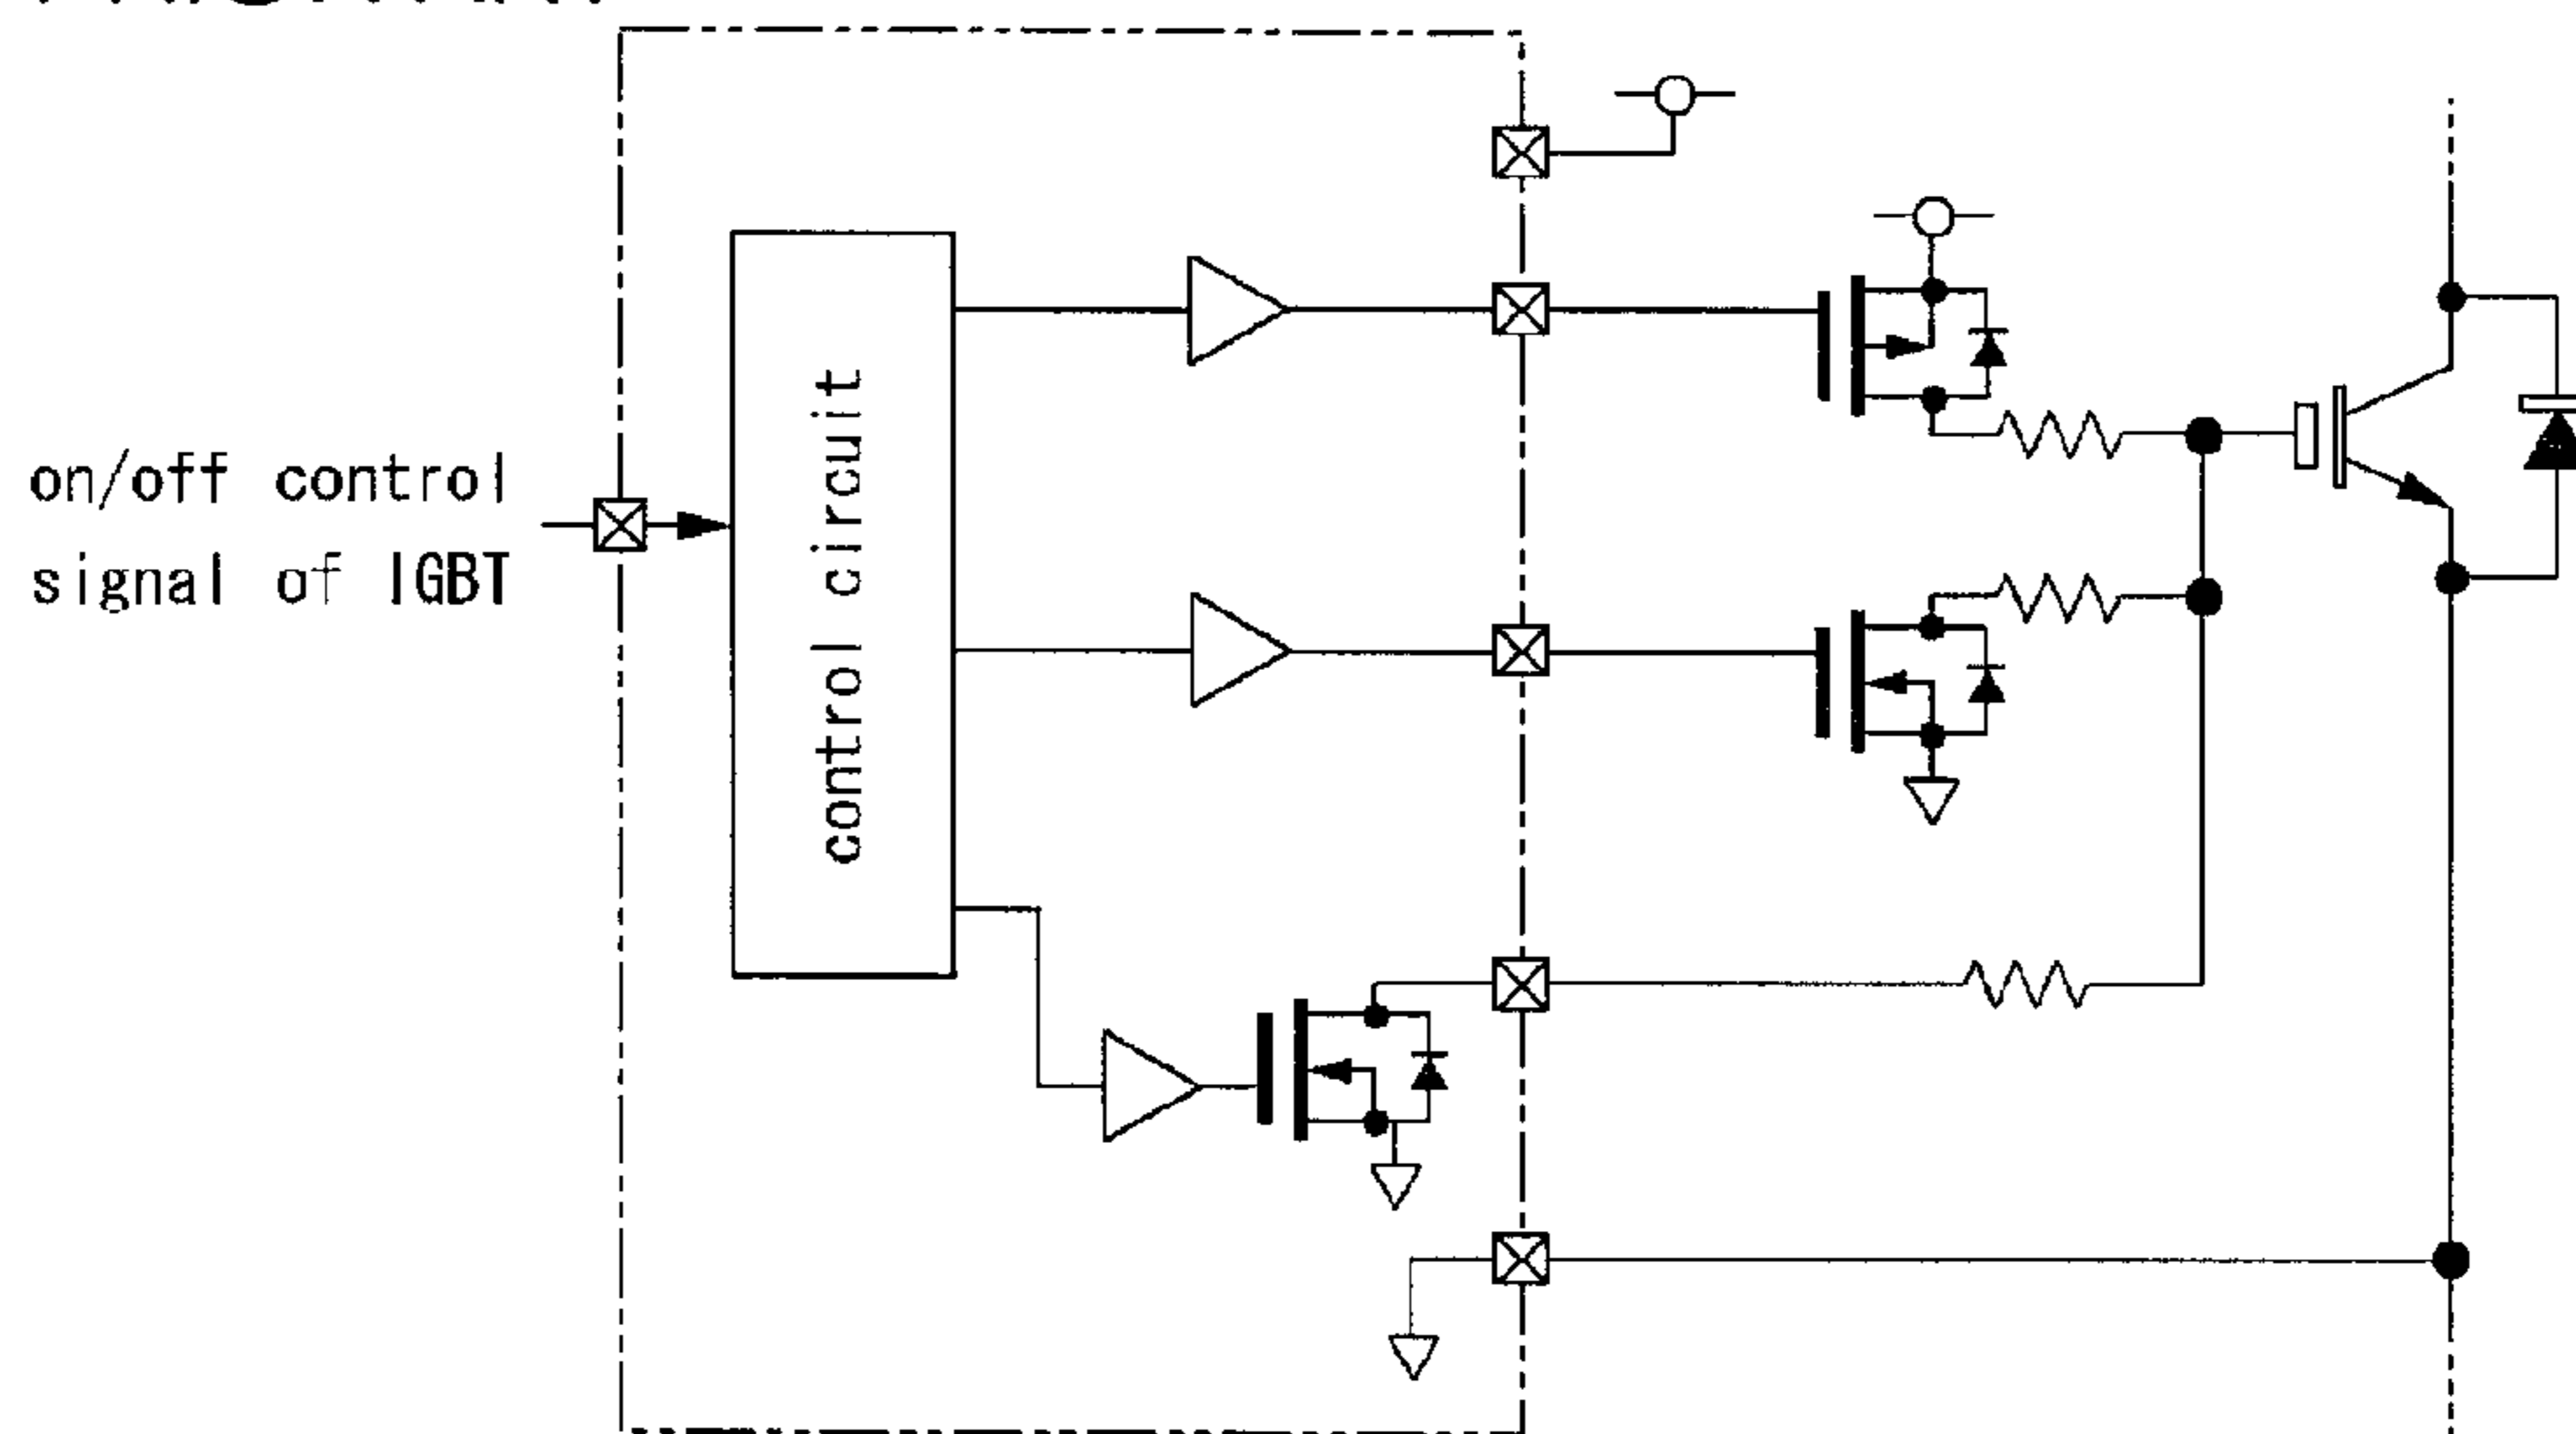 on/off control
signal of IGBT
control circuit